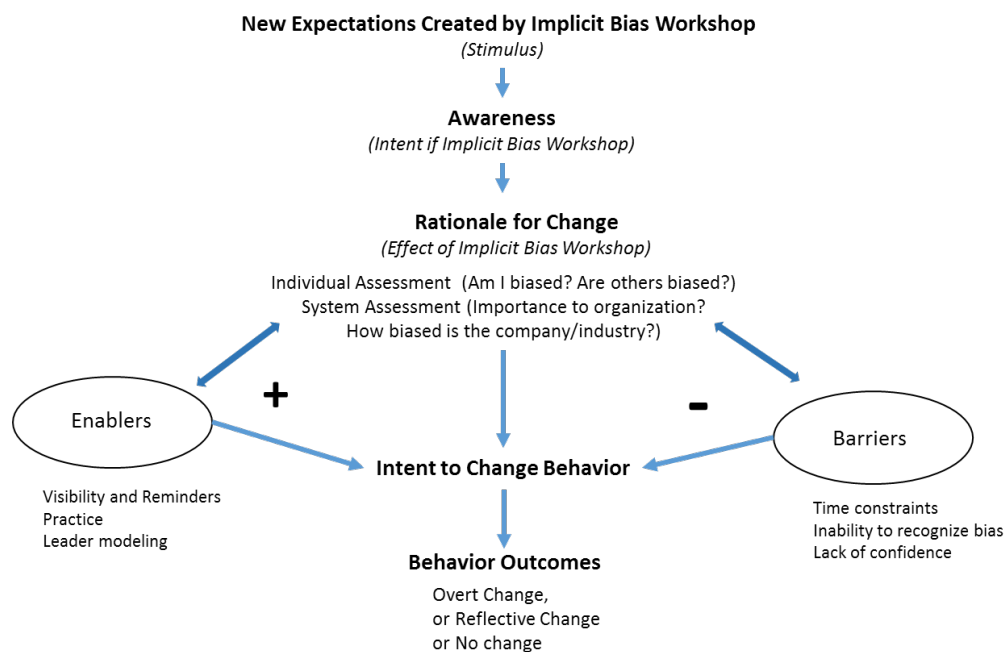 New Expectations Created by Implicit Bias Workshop
(Stimulus)
Awareness
(Intent if Implicit Bias Workshop)
Rationale for Change
(Effect of Implicit Bias Workshop)
Individual Assessment  (Am I biased? Are others biased?)
System Assessment (Importance to organization?
How biased is the company/industry?)
+
-
Enablers
Barriers
Intent to Change Behavior
Visibility and Reminders
Practice
Leader modeling
Time constraints
Inability to recognize bias
Lack of confidence
Behavior Outcomes
Overt Change,
or Reflective Change
or No change